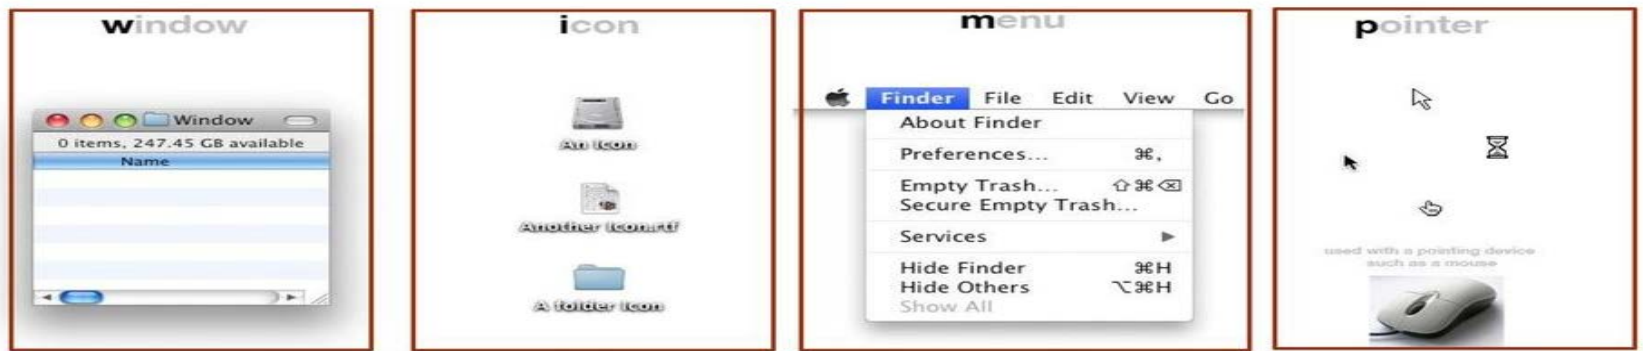 window
Window
0 items, 247.45 GB available
Name
icon
An icon
Another icon.rtf
A folder icon
menu
Finder File Edit View Go
About Finder
Preferences... ⌘,
Empty Trash... ⇧⌘⌫
Secure Empty Trash...
Services ▶
Hide Finder ⌘H
Hide Others ⌥⌘H
Show All
pointer
used with a pointing device
such as a mouse